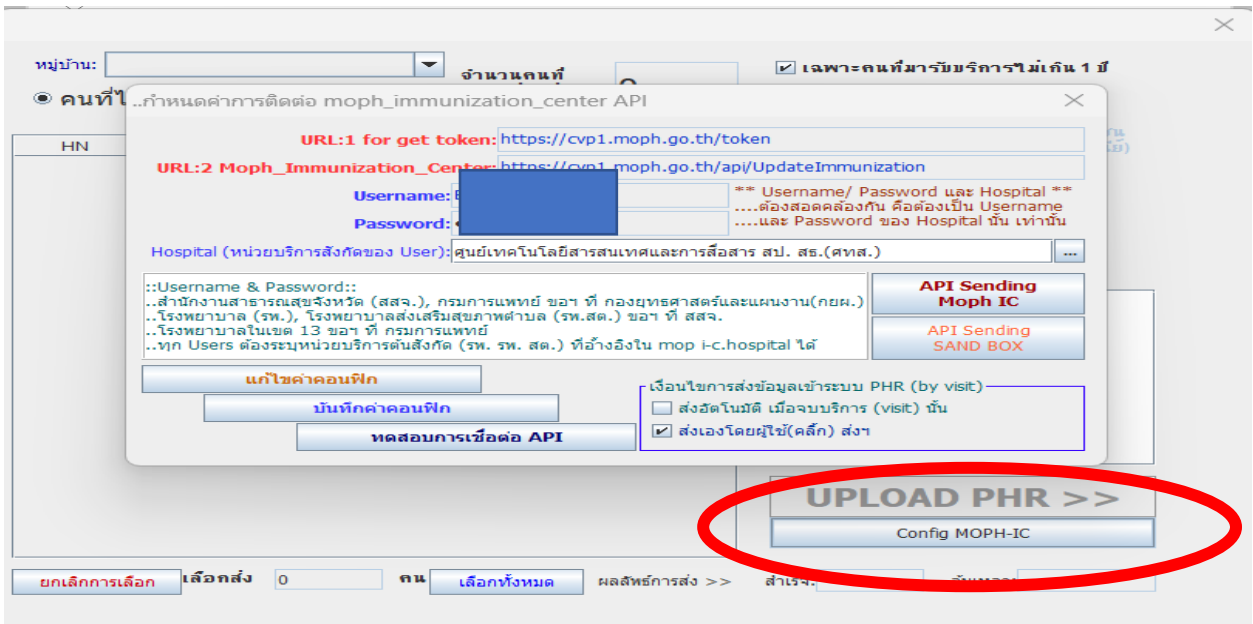 หมู่บ้าน:
จำนวนคนที่
เฉพาะคนที่มารับบริการไม่เกิน 1 ปี
คนที่ไ
..กำหนดค่าการติดต่อ moph_immunization_center API
HN
URL:1 for get token: https://cvp1.moph.go.th/token
URL:2 Moph_Immunization_Center: https://cvp1.moph.go.th/api/UpdateImmunization
Username:
** Username/ Password และ Hospital **
....ต้องสอดคล้องกัน คือต้องเป็น Username
Password:
....และ Password ของ Hospital นั้น เท่านั้น
Hospital (หน่วยบริการสังกัดของ User): ศูนย์เทคโนโลยีสารสนเทศและการสื่อสาร สป. สธ.(ศทส.) ...
::Username & Password::
..สำนักงานสาธารณสุขจังหวัด (สสจ.), กรมการแพทย์ ขอฯ ที่ กองยุทธศาสตร์และแผนงาน(กยผ.)
..โรงพยาบาล (รพ.), โรงพยาบาลส่งเสริมสุขภาพตำบล (รพ.สต.) ขอฯ ที่ สสจ.
..โรงพยาบาลในเขต 13 ขอฯ ที่ กรมการแพทย์
..ทุก Users ต้องระบุหน่วยบริการต้นสังกัด (รพ. รพ. สต.) ที่อ้างอิงใน mop i-c.hospital ได้
API Sending
Moph IC
API Sending
SAND BOX
แก้ไขค่าคอนฟิก
บันทึกค่าคอนฟิก
ทดสอบการเชื่อต่อ API
เงื่อนไขการส่งข้อมูลเข้าระบบ PHR (by visit)
ส่งอัตโนมัติ เมื่อจบบริการ (visit) นั้น
ส่งเองโดยผู้ใช้(คลิ๊ก) ส่งฯ
UPLOAD PHR >>
Config MOPH-IC
ยกเลิกการเลือก เลือกส่ง 0 คน เลือกทั้งหมด ผลลัพธ์การส่ง >> สำเร็จ: